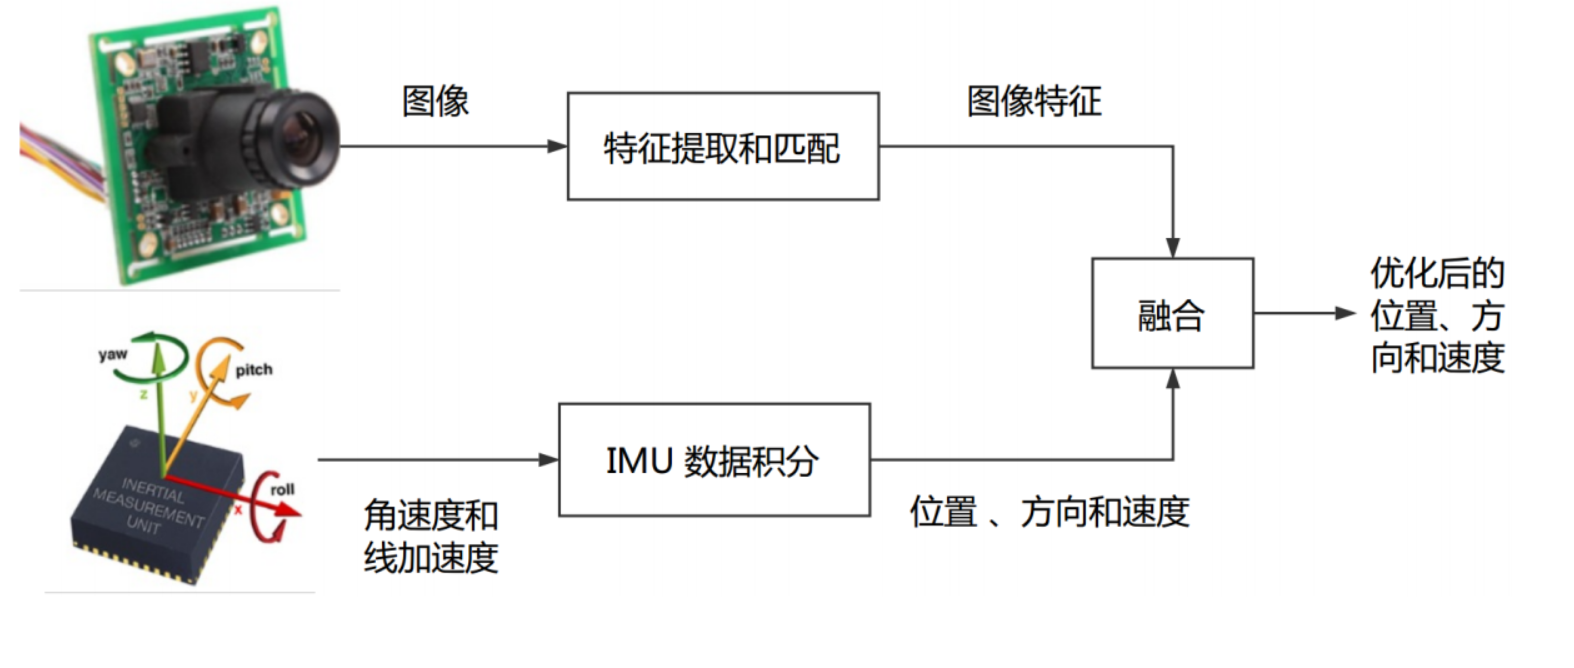 图像
特征提取和匹配
图像特征
融合
优化后的
位置、方
向和速度
yaw
z
y
pitch
roll
x
INERTIAL
MEASUREMENT
UNIT
角速度和
线加速度
IMU 数据积分
位置 、方向和速度